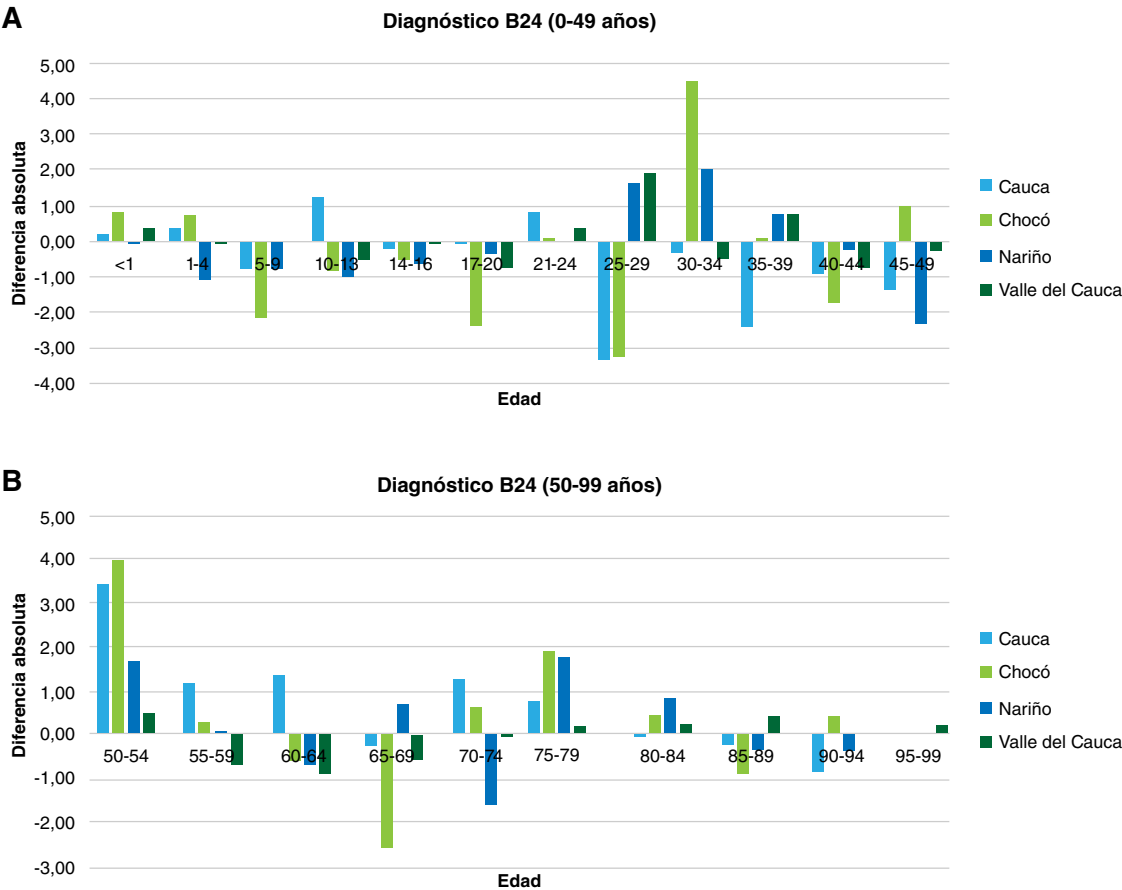 A
Diagnóstico B24 (0-49 años)
Diferencia absoluta
5,00
4,00
3,00
2,00
1,00
0,00
-1,00
-2,00
-3,00
-4,00
<1 1-4 5-9 10-13 14-16 17-20 21-24 25-29 30-34 35-39 40-44 45-49
Edad
Cauca
Chocó
Nariño
Valle del Cauca
B
Diagnóstico B24 (50-99 años)
Diferencia absoluta
5,00
4,00
3,00
2,00
1,00
0,00
-1,00
-2,00
-3,00
50-54 55-59 60-64 65-69 70-74 75-79 80-84 85-89 90-94 95-99
Edad
Cauca
Chocó
Nariño
Valle del Cauca